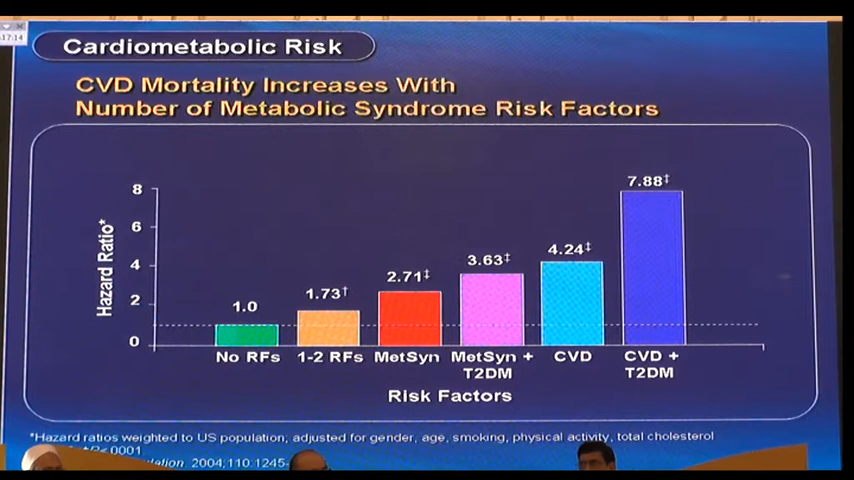 :17:14
Cardiometabolic Risk
CVD Mortality Increases With
Number of Metabolic Syndrome Risk Factors
8
6
4
2
0
Hazard Ratio*
1.0
1.73†
2.71‡
3.63‡
4.24‡
7.88‡
No RFs
1-2 RFs
MetSyn
MetSyn +
T2DM
CVD
CVD +
T2DM
Risk Factors
*Hazard ratios weighted to US population; adjusted for gender, age, smoking, physical activity, total cholesterol
.0001
2004;110:1245-